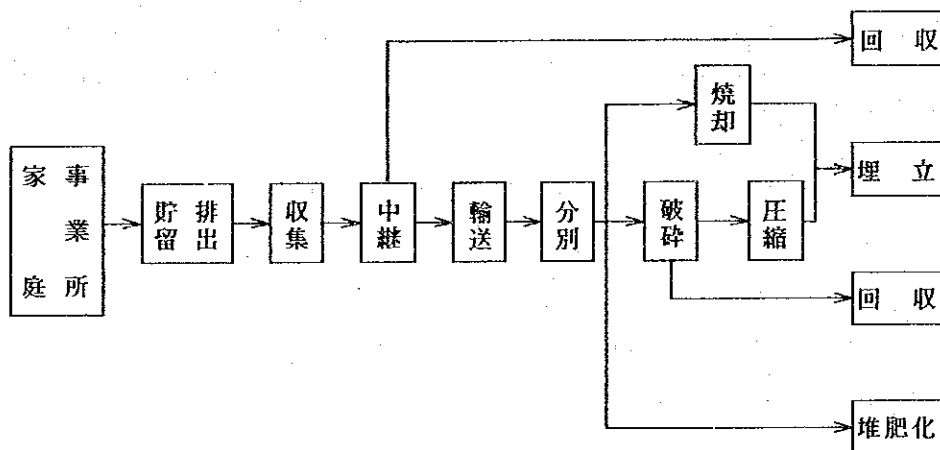 家庭
事業所
排出
貯留
収集
中継
輸送
分別
焼却
破砕
圧縮
回収
埋立
回収
堆肥化